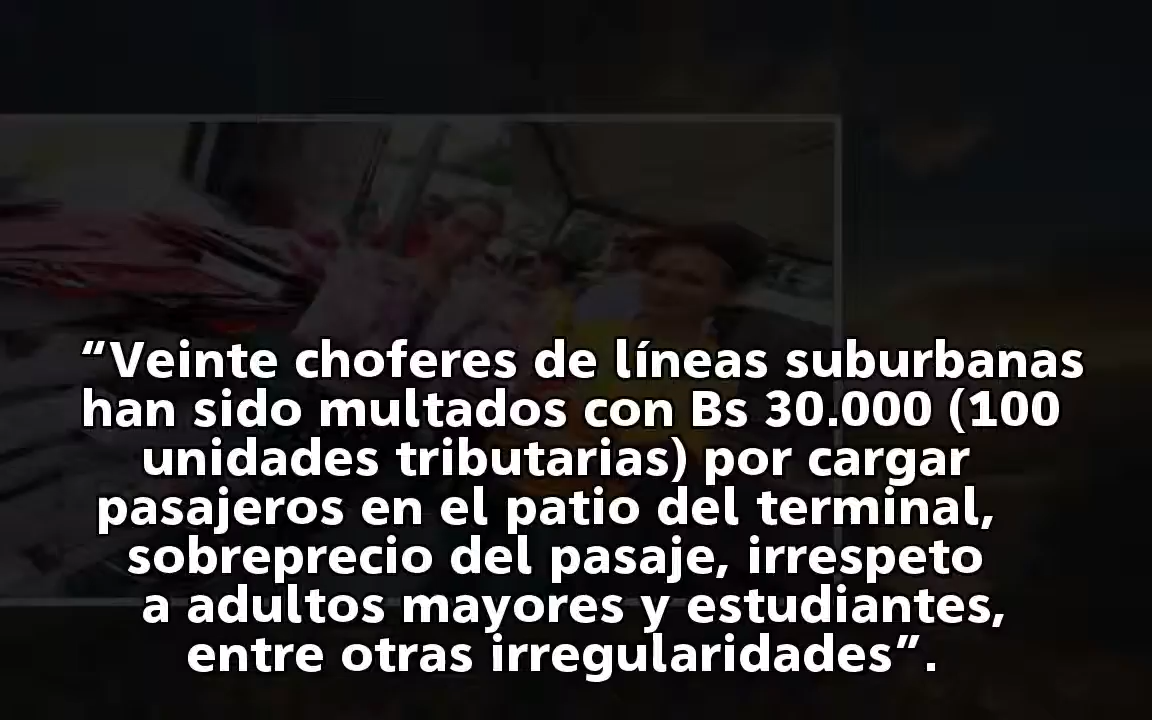 “Veinte choferes de líneas suburbanas
han sido multados con Bs 30.000 (100
unidades tributarias) por cargar
pasajeros en el patio del terminal,
sobreprecio del pasaje, irrespeto
a adultos mayores y estudiantes,
entre otras irregularidades”.